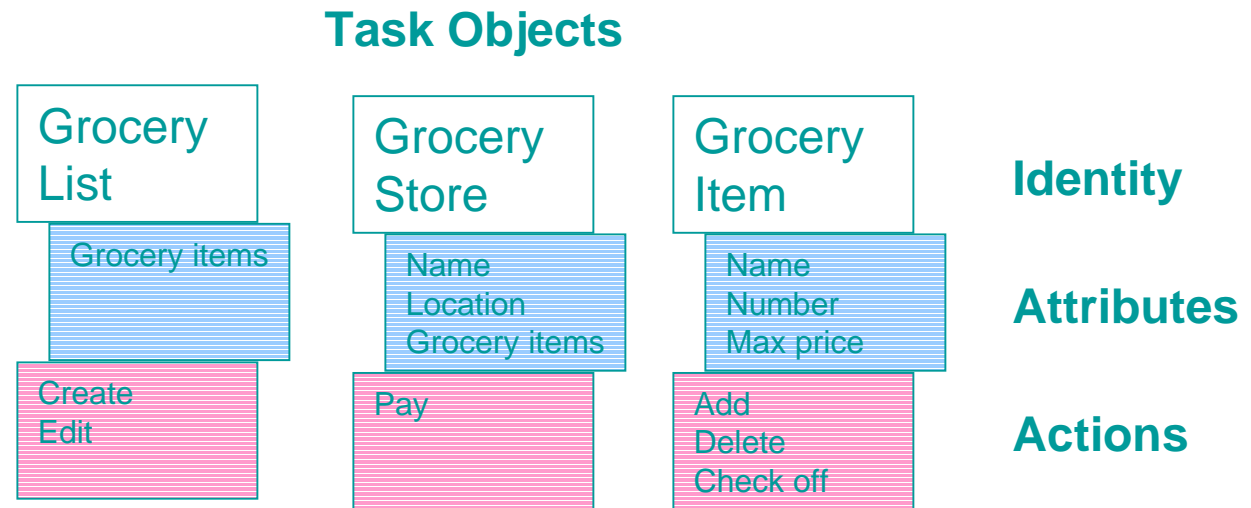 Task Objects
Grocery
List
Grocery items
Create
Edit
Grocery
Store
Name
Location
Grocery items
Pay
Grocery
Item
Name
Number
Max price
Add
Delete
Check off
Identity
Attributes
Actions